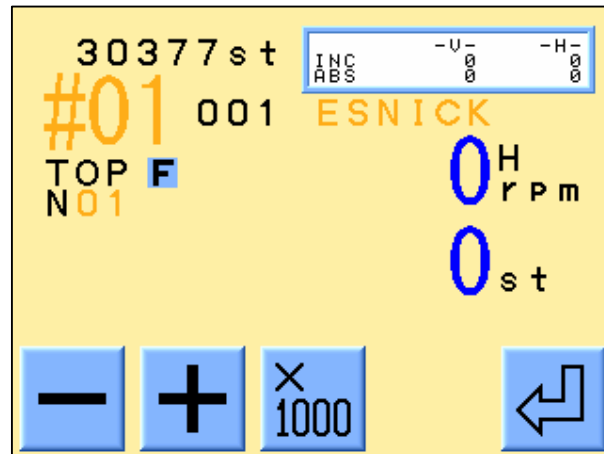 30377st
-V- -H-
INC 0 0
ABS 0 0
#01 001 ESNICK
TOP F
N01
0 H rpm
0 st
− + × 1000